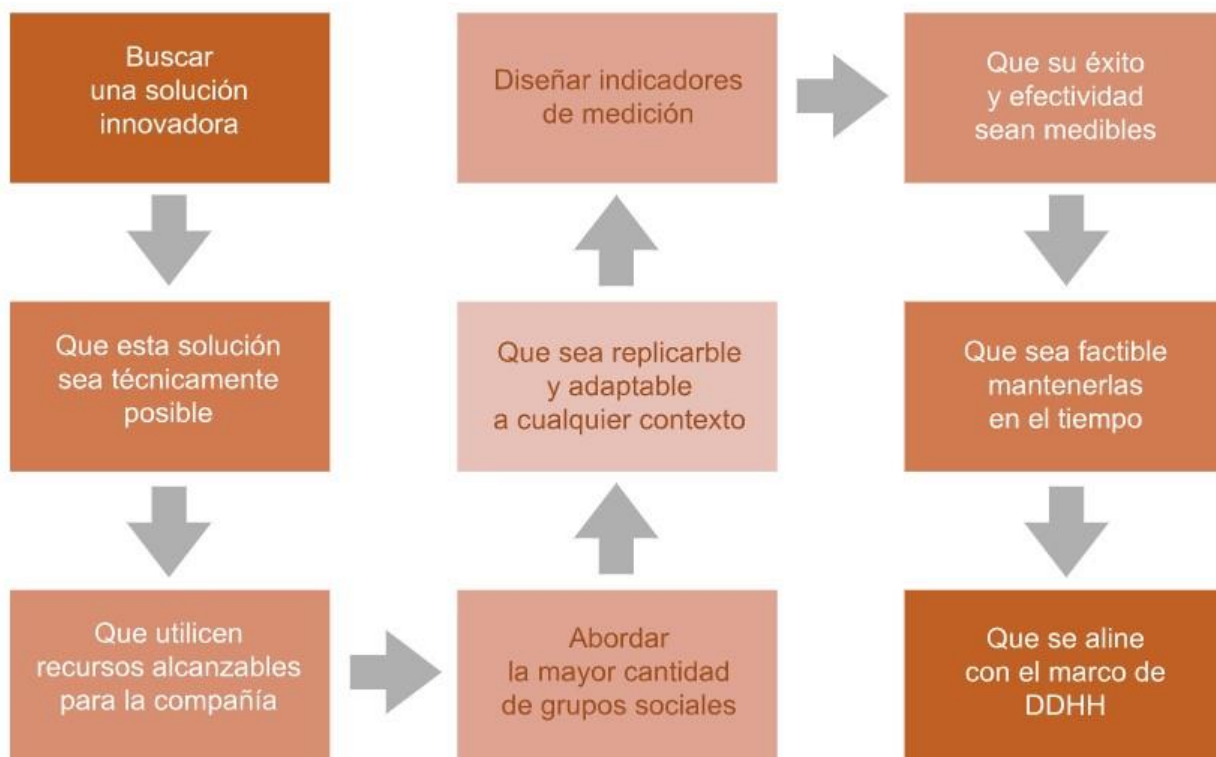 Buscar
una solución
innovadora
Que esta solución
sea técnicamente
posible
Que utilicen
recursos alcanzables
para la compañía
Abordar
la mayor cantidad
de grupos sociales
Que sea replicarble
y adaptable
a cualquier contexto
Diseñar indicadores
de medición
Que su éxito
y efectividad
sean medibles
Que sea factible
mantenerlas
en el tiempo
Que se aline
con el marco de
DDHH